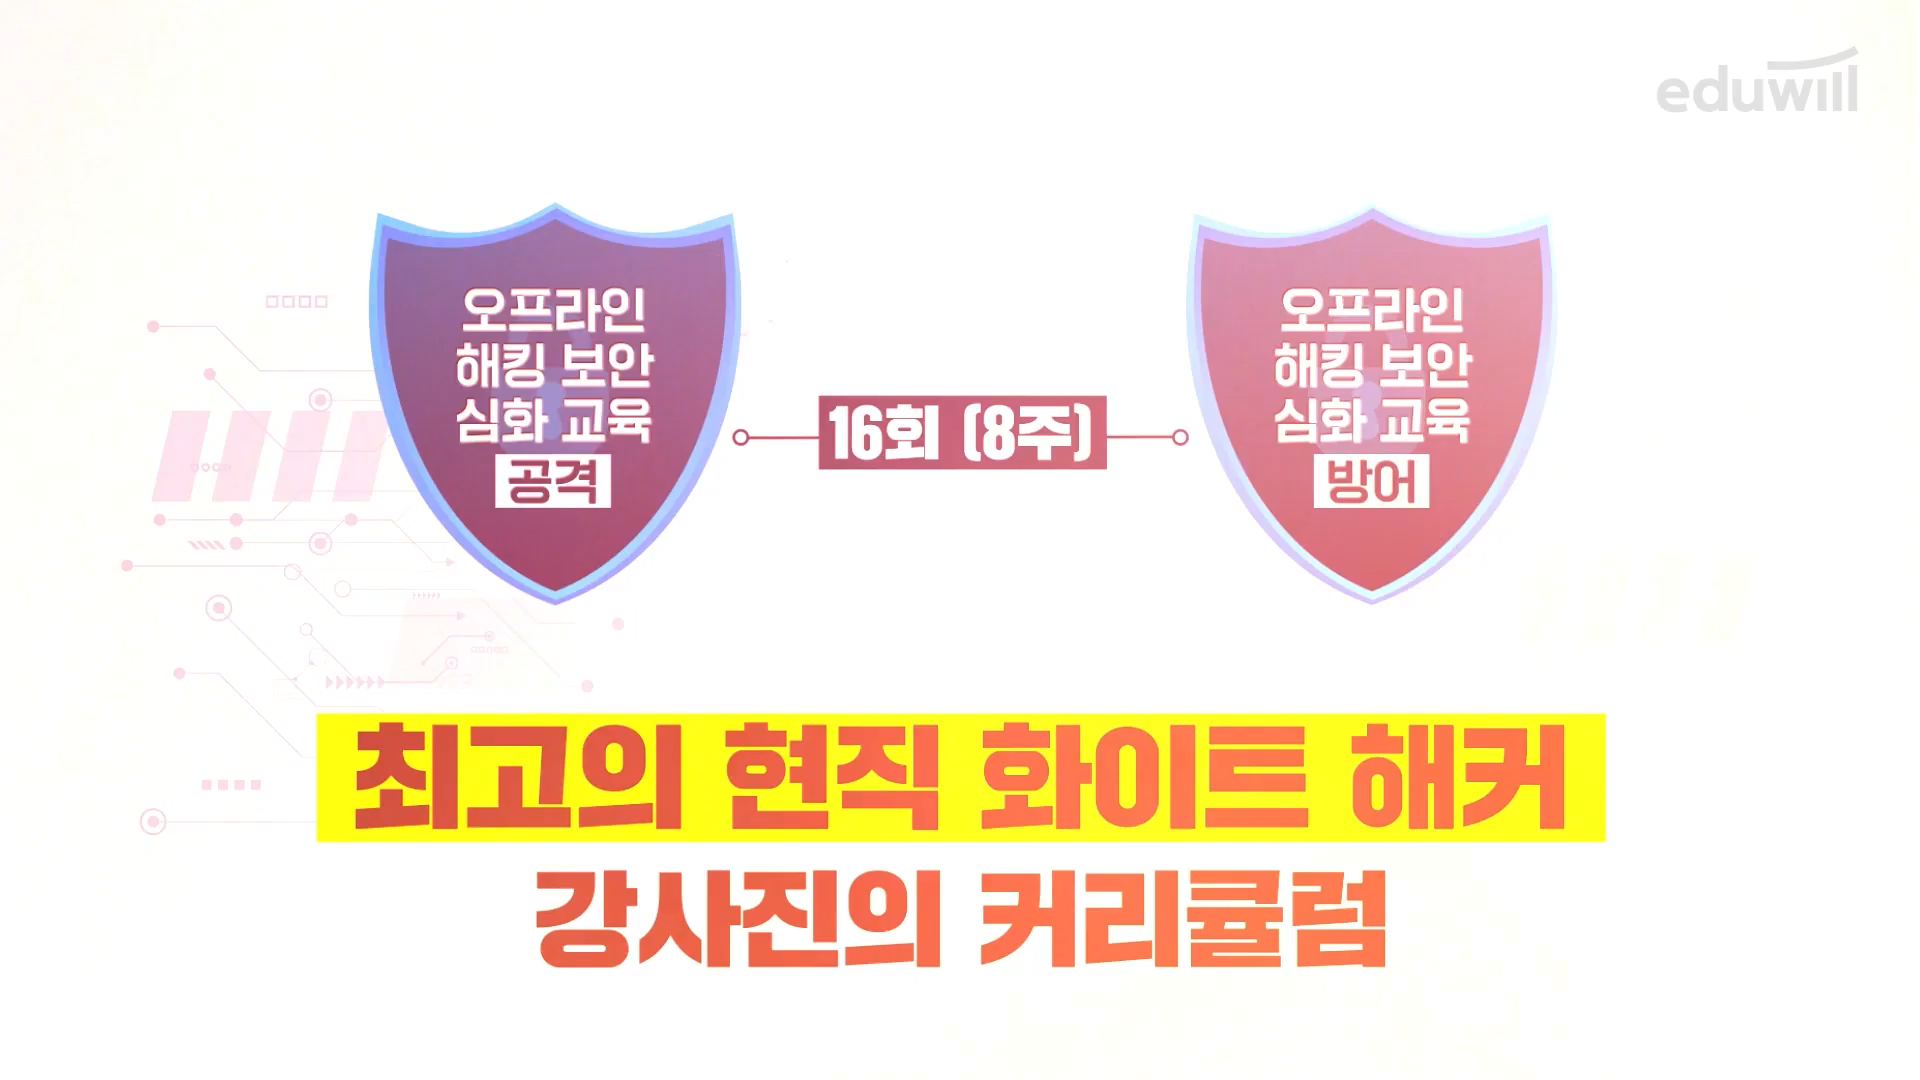 eduwill
오프라인
해킹 보안
심화 교육
공격
16회 (8주)
오프라인
해킹 보안
심화 교육
방어
최고의 현직 화이트 해커
강사진의 커리큘럼